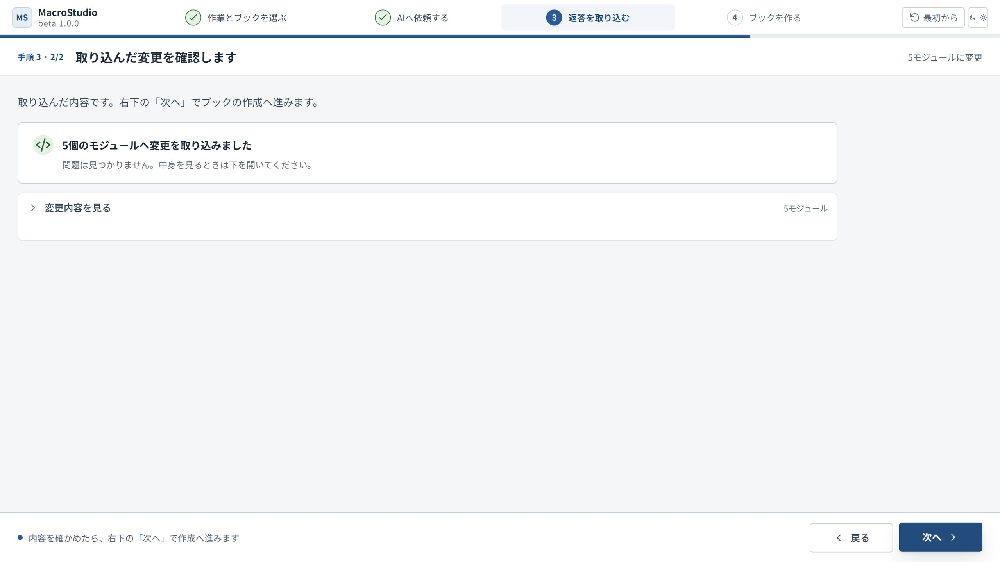 MS
MacroStudio
beta 1.0.0
作業とブックを選ぶ
AIへ依頼する
3 返答を取り込む
4 ブックを作る
最初から
手順 3 · 2/2
取り込んだ変更を確認します
5モジュールに変更
取り込んだ内容です。右下の「次へ」でブックの作成へ進みます。
</> 5個のモジュールへ変更を取り込みました
問題は見つかりません。中身を見るときは下を開いてください。
変更内容を見る
5モジュール
内容を確かめたら、右下の「次へ」で作成へ進みます
戻る
次へ